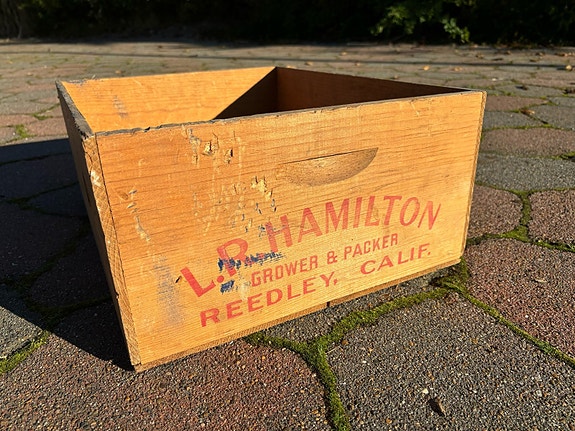 L.R. HAMILTON
GROWER & PACKER
REEDLEY, CALIF.